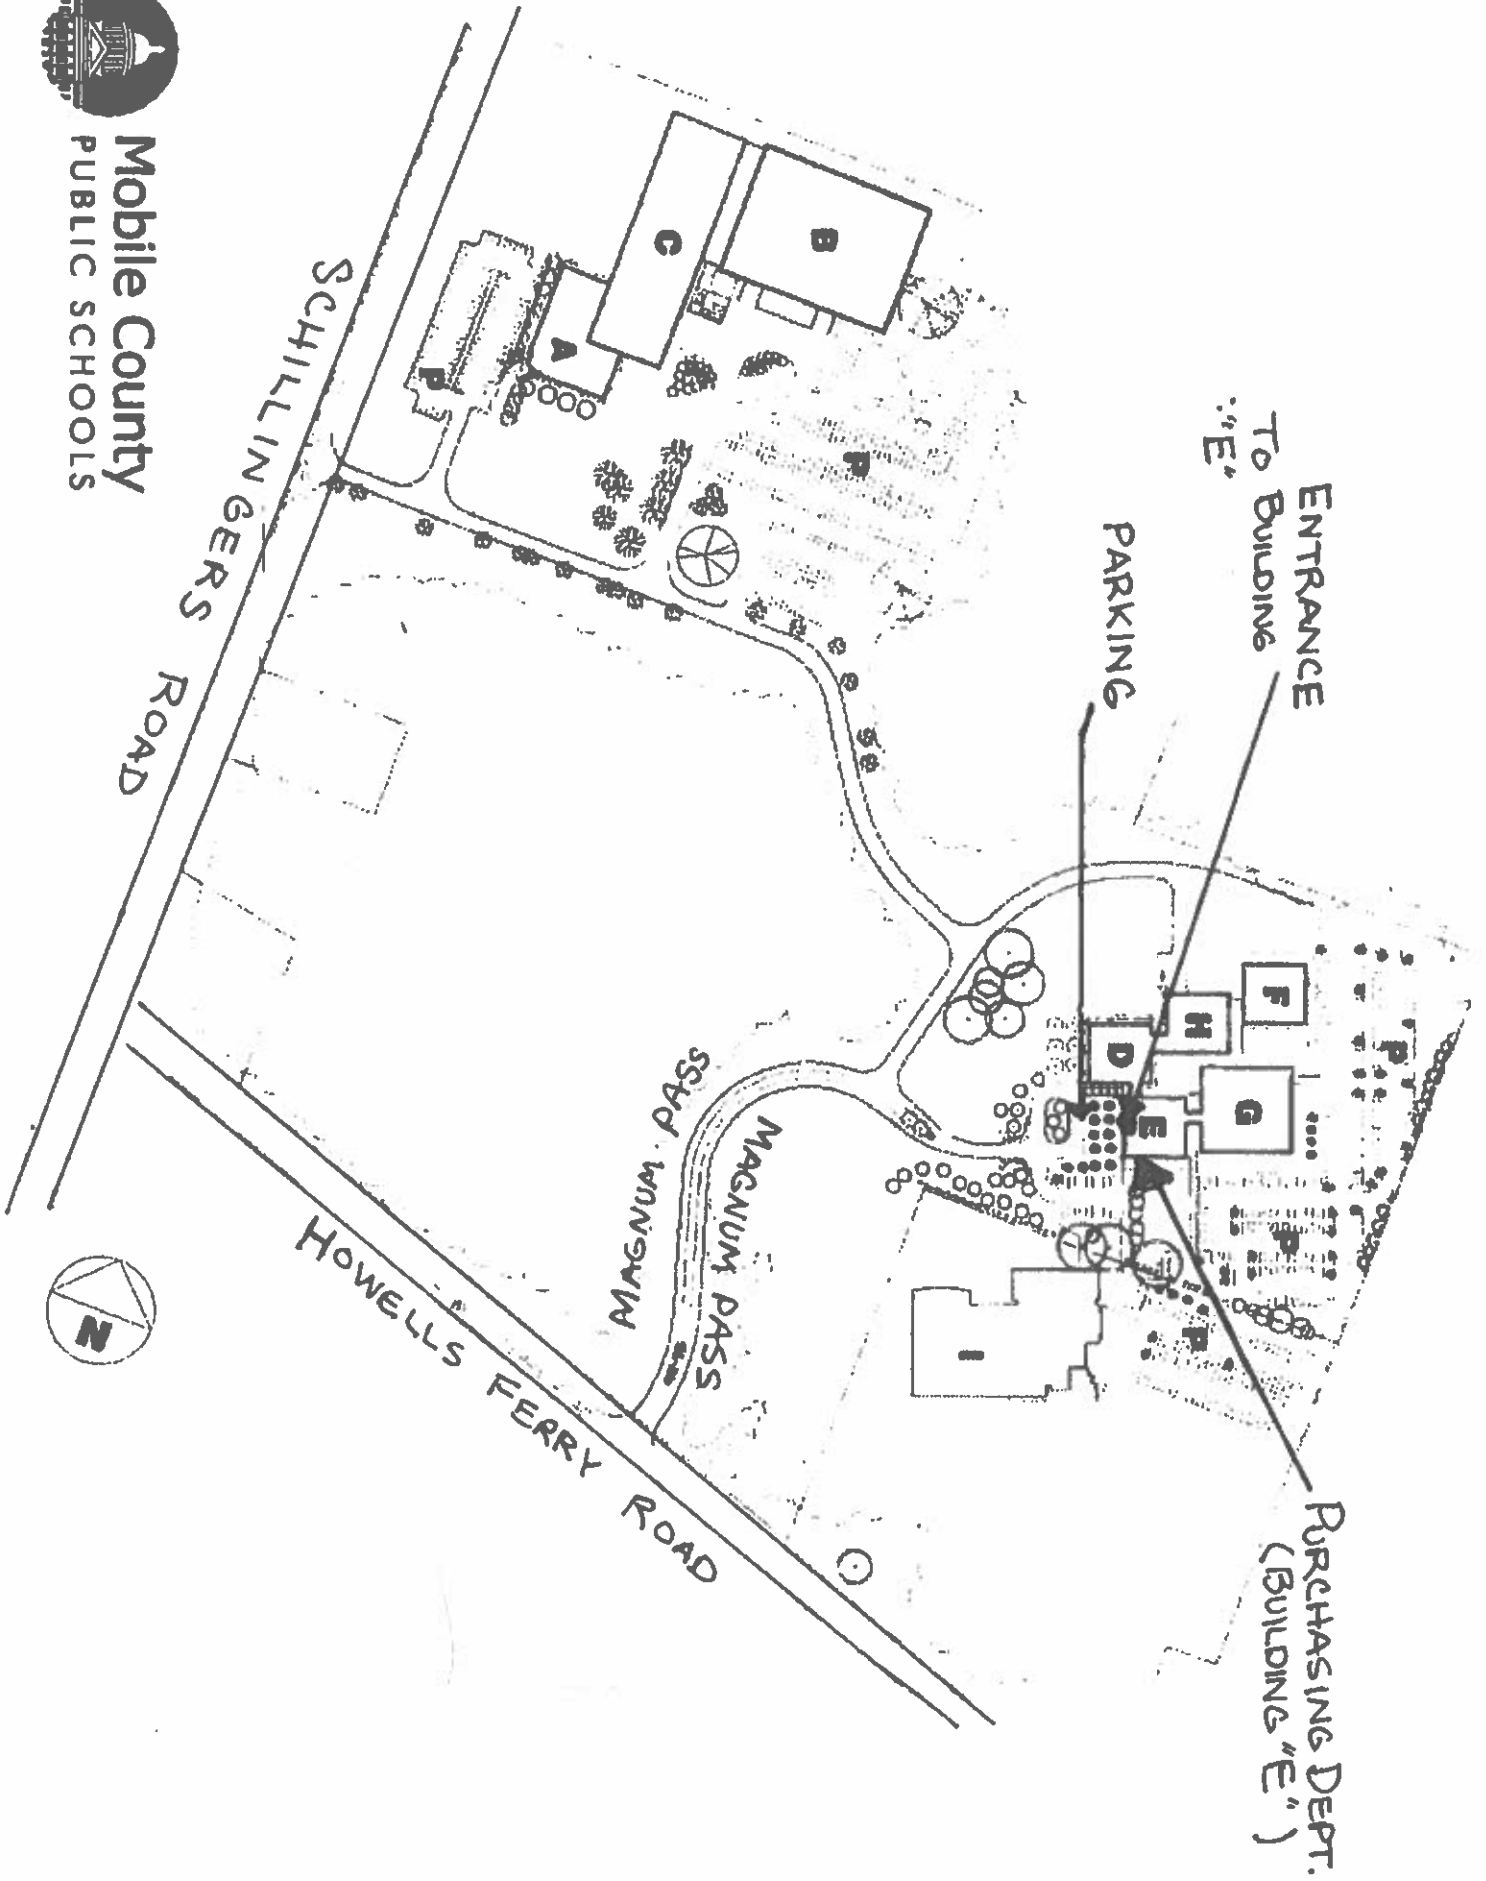 ENTRANCE
TO BUILDING
"E"
PARKING
PURCHASING DEPT.
(BUILDING "E")
F
H
D
G
E
P
P
P
I
B
C
A
P
P
MAGNUM PASS
MAGNUM PASS
SCHILLINGERS ROAD
HOWELLS FERRY ROAD
N
Mobile County
PUBLIC SCHOOLS